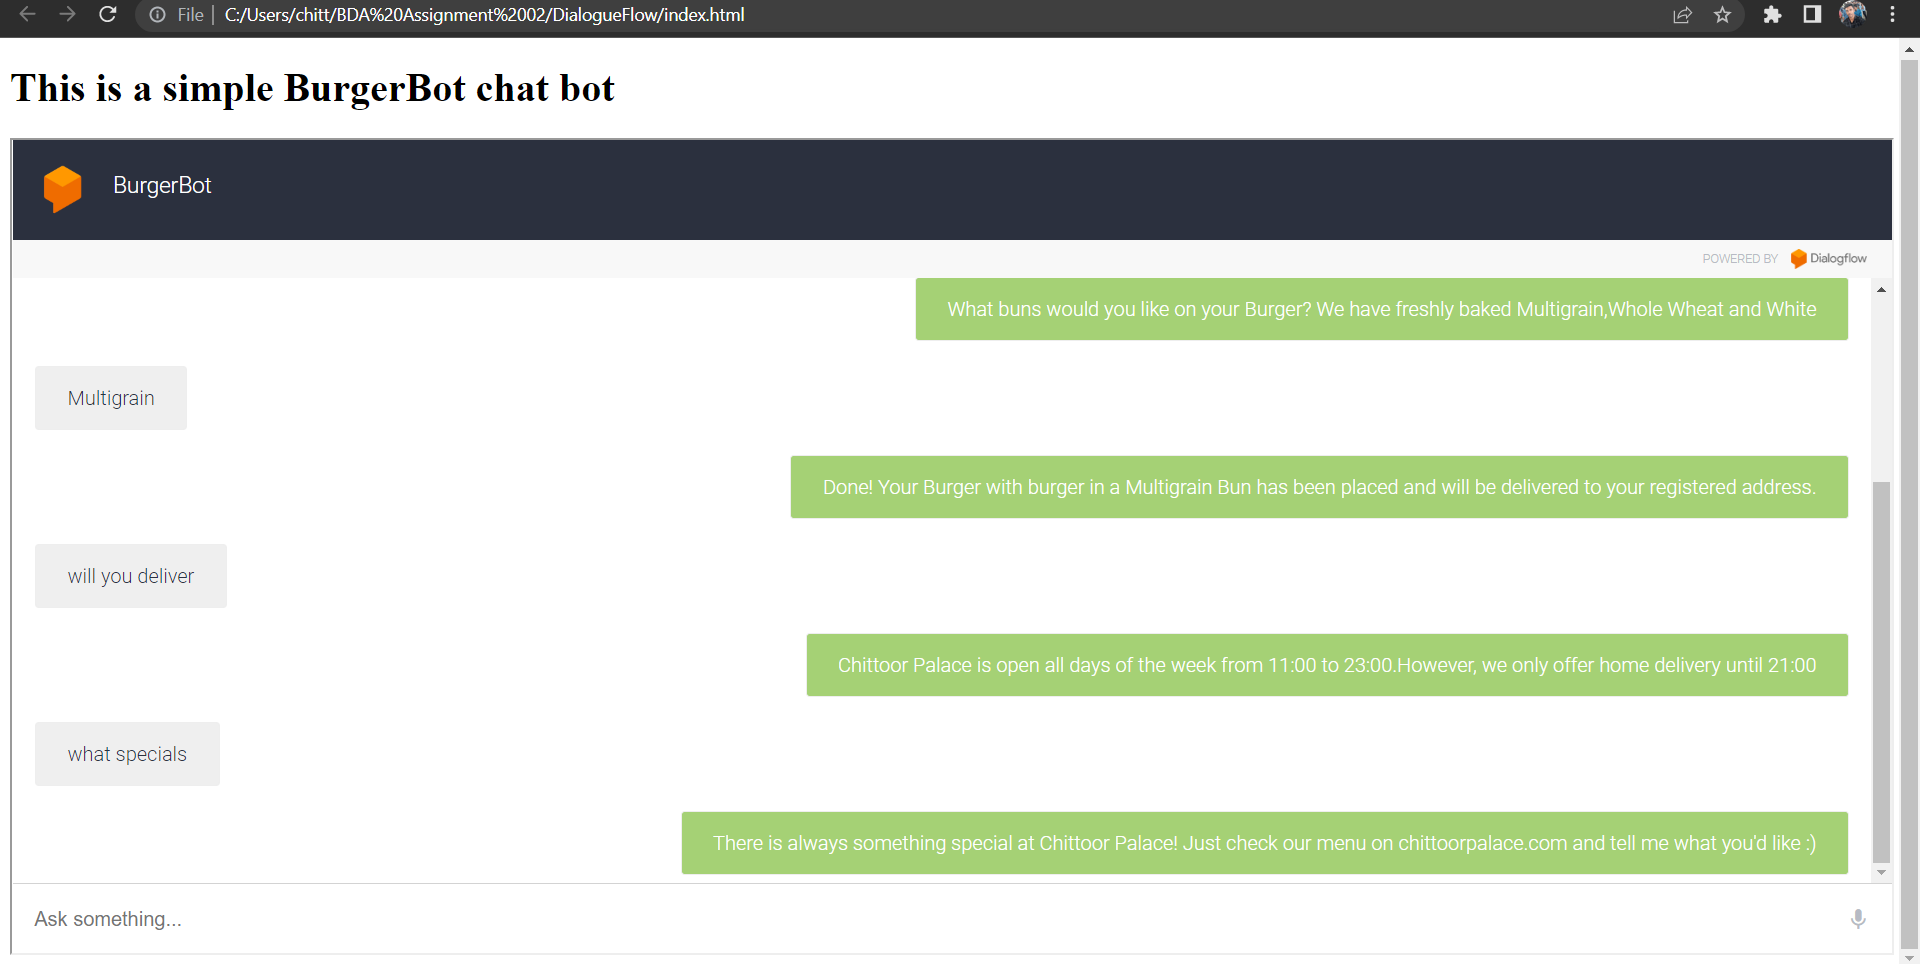 File C:/Users/chitt/BDA%20Assignment%2002/DialogueFlow/index.html
This is a simple BurgerBot chat bot
BurgerBot
POWERED BY Dialogflow
What buns would you like on your Burger? We have freshly baked Multigrain,Whole Wheat and White
Multigrain
Done! Your Burger with burger in a Multigrain Bun has been placed and will be delivered to your registered address.
will you deliver
Chittoor Palace is open all days of the week from 11:00 to 23:00.However, we only offer home delivery until 21:00
what specials
There is always something special at Chittoor Palace! Just check our menu on chittoorpalace.com and tell me what you'd like :)
Ask something...